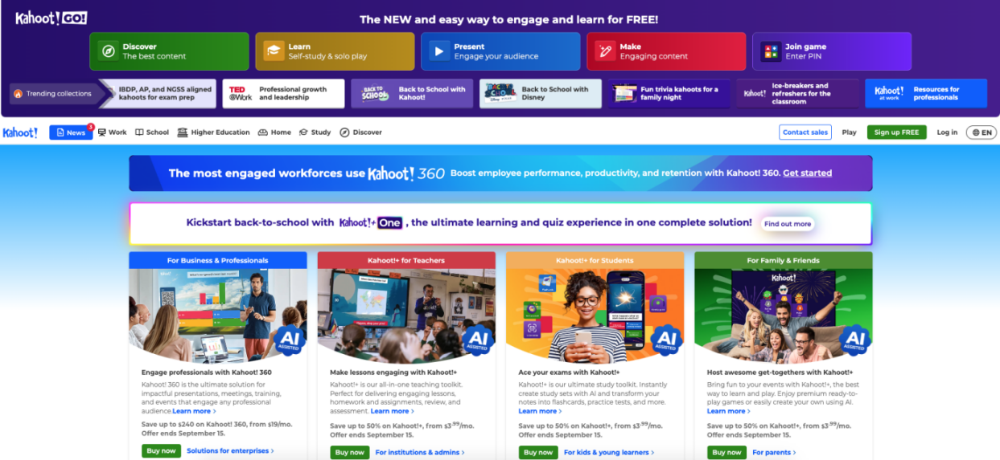 Kahoot! GO!
The NEW and easy way to engage and learn for FREE!
Discover
The best content
Learn
Self-study & solo play
Present
Engage your audience
Make
Engaging content
Join game
Enter PIN
Trending collections
IBDP, AP, and NGSS aligned
kahoots for exam prep
TED
@Work
Professional growth
and leadership
BACK TO
SCHOOL
Back to School with
Kahoot!
Back to School with
Disney
Fun trivia kahoots for a
family night
Kahoot!
Ice-breakers and
refreshers for the
classroom
Kahoot!
at work
Resources for
professionals
Kahoot!
News
3
Work
School
Higher Education
Home
Study
Discover
Contact sales
Play
Sign up FREE
Log in
EN
The most engaged workforces use Kahoot! 360 Boost employee performance, productivity, and retention with Kahoot! 360. Get started
Kickstart back-to-school with Kahoot!+ One , the ultimate learning and quiz experience in one complete solution! Find out more
For Business & Professionals
AI
ASSISTED
Engage professionals with Kahoot! 360
Kahoot! 360 is the ultimate solution for
impactful presentations, meetings, training,
and events that engage any professional
audience.Learn more >
Save up to $240 on Kahoot! 360, from $19/mo.
Offer ends September 15.
Buy now
Solutions for enterprises >
Kahoot!+ for Teachers
AI
ASSISTED
Make lessons engaging with Kahoot!+
Kahoot!+ is our all-in-one teaching toolkit.
Perfect for delivering engaging lessons,
homework and assignments, review, and
assessment. Learn more >
Save up to 50% on Kahoot!+, from $3.99/mo.
Offer ends September 15.
Buy now
For institutions & admins >
Kahoot!+ for Students
AI
ASSISTED
Ace your exams with Kahoot!+
Kahoot!+ is our ultimate study toolkit. Instantly
create study sets with AI and transform your
notes into flashcards, practice tests, and more.
Learn more >
Save up to 50% on Kahoot!+, from $3.99/mo.
Offer ends September 15.
Buy now
For kids & young learners >
For Family & Friends
Kahoot!
AI
ASSISTED
Host awesome get-togethers with Kahoot!+
Bring fun to your events with Kahoot!+, the best
way to learn and play. Enjoy premium ready-to-
play games or easily create your own using AI.
Learn more >
Save up to 50% on Kahoot!+, from $3.99/mo.
Offer ends September 15.
Buy now
For parents >